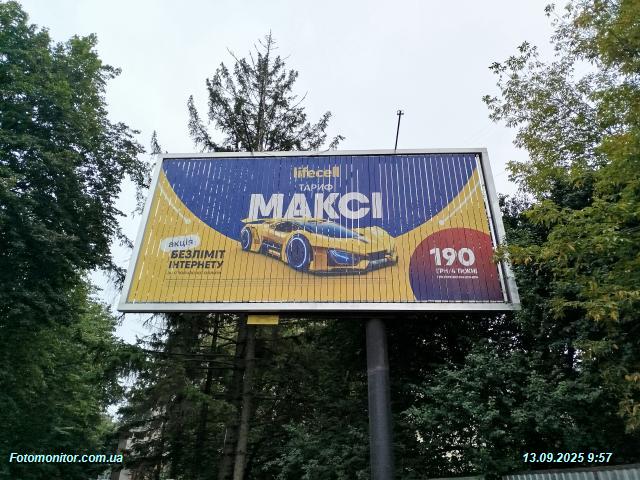 lifecell
ТАРИФ
МАКСІ
акція
БЕЗЛІМІТ
ІНТЕРНЕТУ
190
ГРН/4 ТИЖНІ
Fotomonitor.com.ua
13.09.2025 9:57